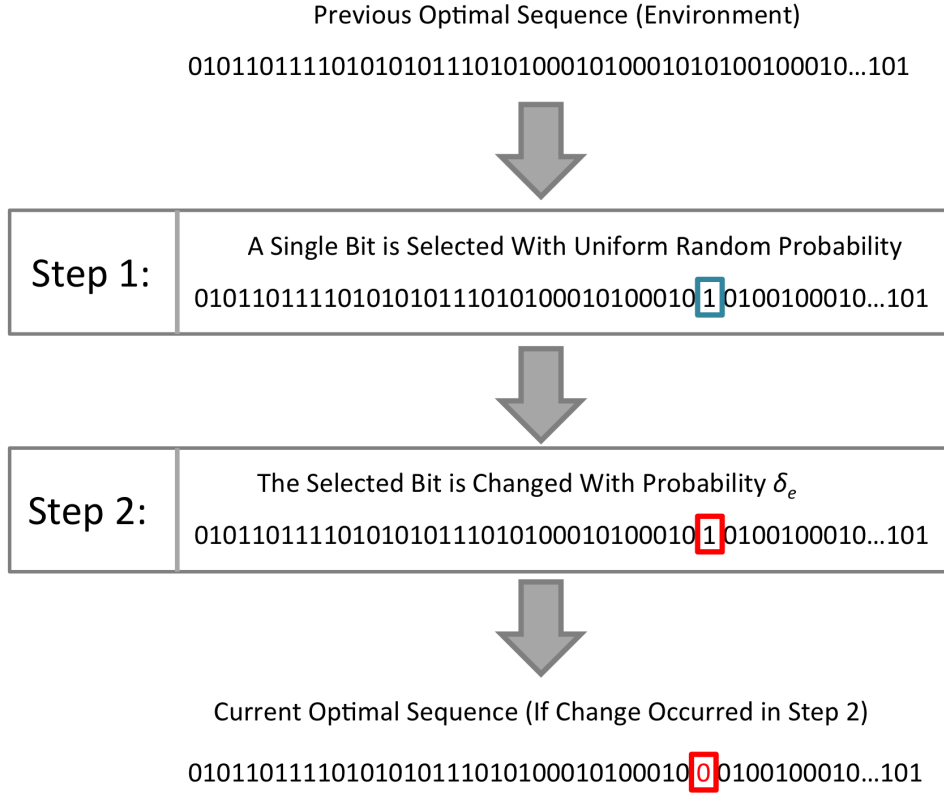 Previous Optimal Sequence (Environment)
0101101111010101011101010001010001010100100010...101
Step 1:
A Single Bit is Selected With Uniform Random Probability
0101101111010101011101010001010001010100100010...101
Step 2:
The Selected Bit is Changed With Probability δe
0101101111010101011101010001010001010100100010...101
Current Optimal Sequence (If Change Occurred in Step 2)
0101101111010101011101010001010001000100100010...101